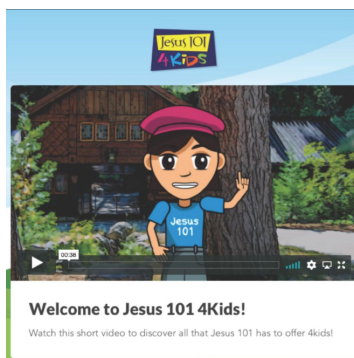 Jesus 101
4KiDS
Jesus
101
00:38
Welcome to Jesus 101 4Kids!
Watch this short video to discover all that Jesus 101 has to offer 4kids!